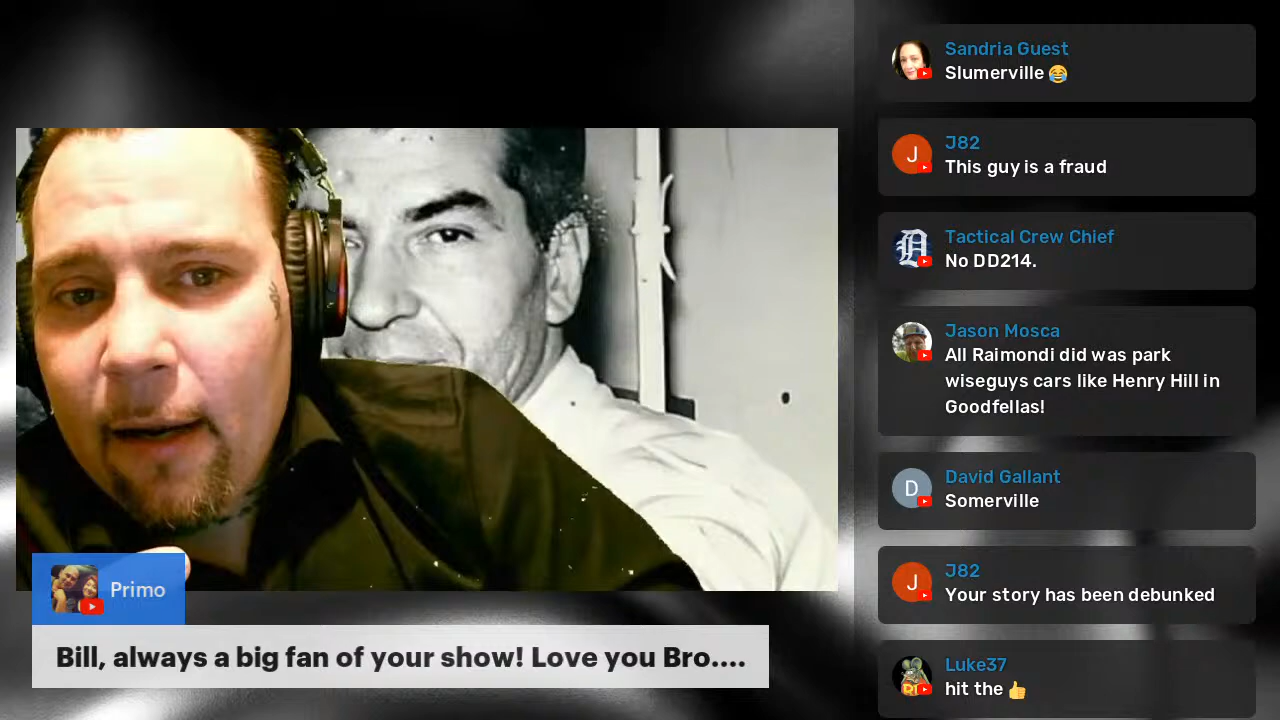 Sandria Guest
Slumerville 😂
J82
This guy is a fraud
Tactical Crew Chief
No DD214.
Jason Mosca
All Raimondi did was park
wiseguys cars like Henry Hill in
Goodfellas!
David Gallant
Somerville
J82
Your story has been debunked
Luke37
hit the 👍
Primo
Bill, always a big fan of your show! Love you Bro....
J
D
J